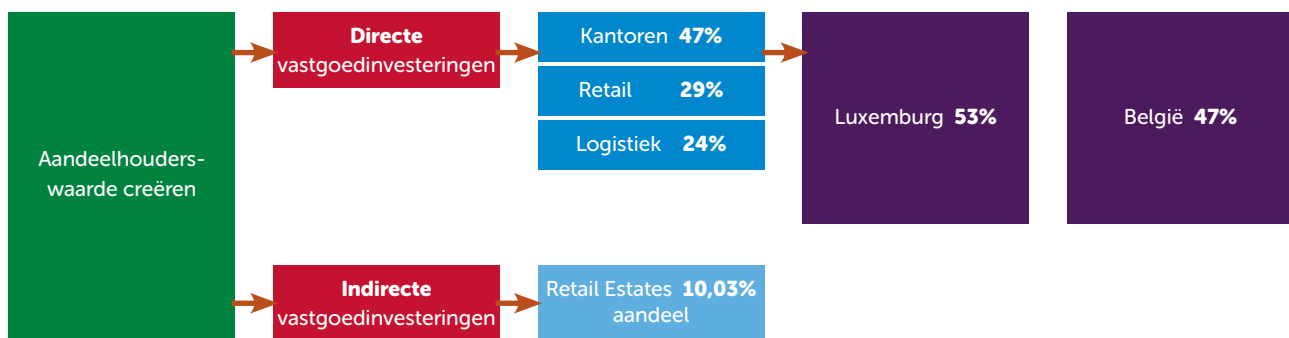 Aandeelhouders-
waarde creëren
Directe
vastgoedinvesteringen
Kantoren 47%
Retail 29%
Logistiek 24%
Luxemburg 53%
Belgié 47%
Indirecte
vastgoedinvesteringen
Retail Estates 10,03%
aandeel